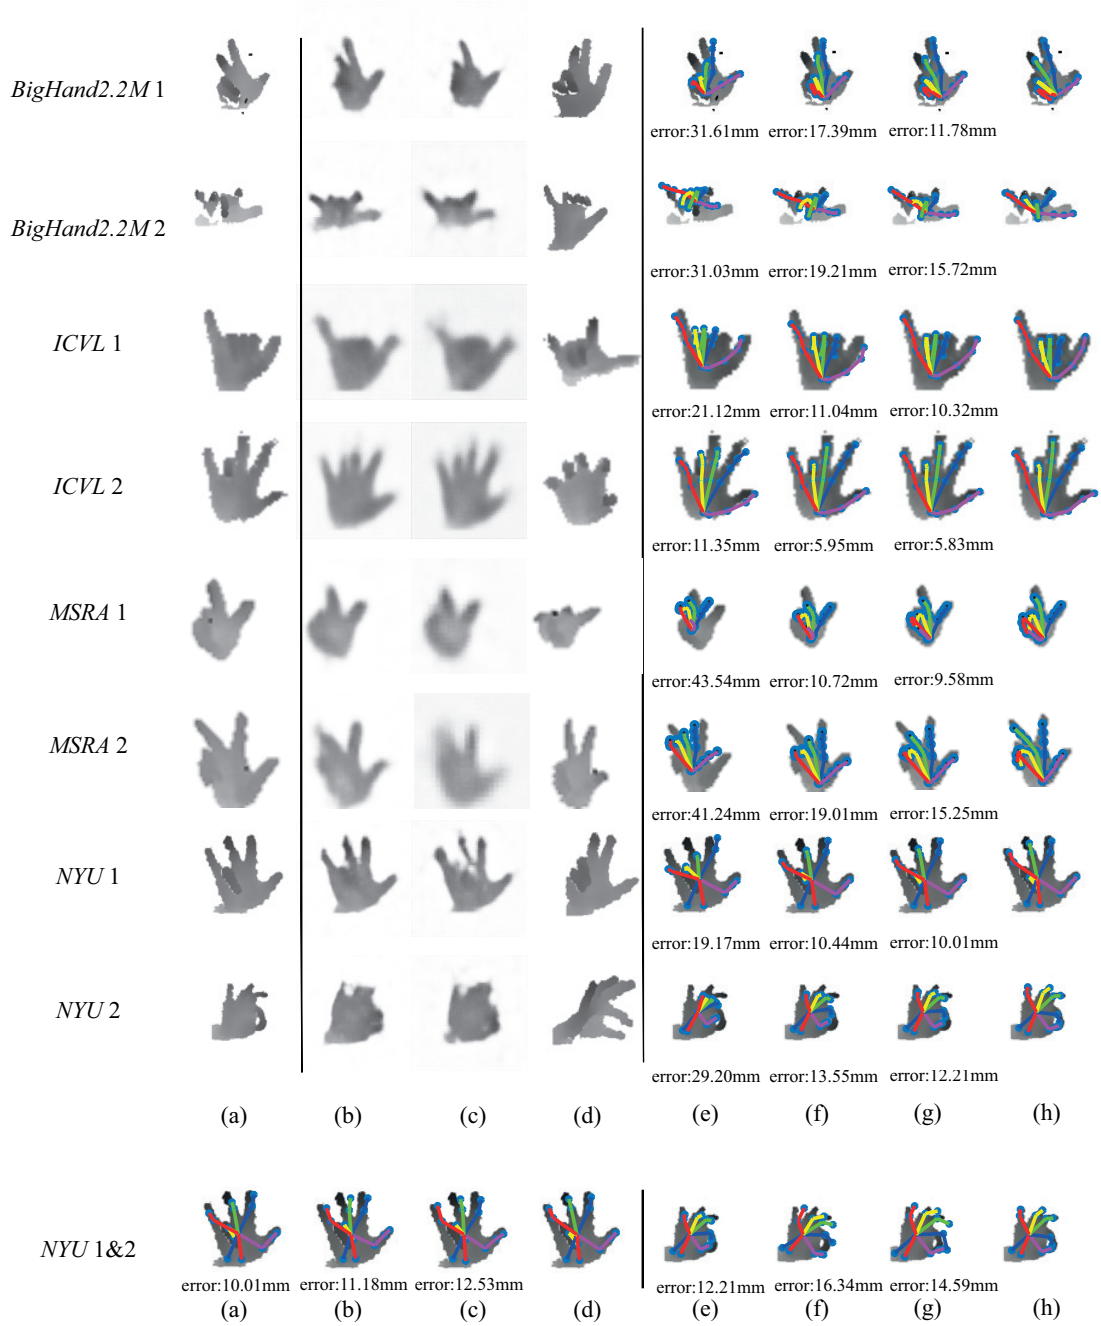 BigHand2.2M 1
error:31.61mm error:17.39mm error:11.78mm
BigHand2.2M 2
error:31.03mm error:19.21mm error:15.72mm
ICVL 1
error:21.12mm error:11.04mm error:10.32mm
ICVL 2
error:11.35mm error:5.95mm error:5.83mm
MSRA 1
error:43.54mm error:10.72mm error:9.58mm
MSRA 2
error:41.24mm error:19.01mm error:15.25mm
NYU 1
error:19.17mm error:10.44mm error:10.01mm
NYU 2
error:29.20mm error:13.55mm error:12.21mm
(a) (b) (c) (d) (e) (f) (g) (h)
NYU 1&2
error:10.01mm error:11.18mm error:12.53mm error:12.21mm error:16.34mm error:14.59mm
(a) (b) (c) (d) (e) (f) (g) (h)